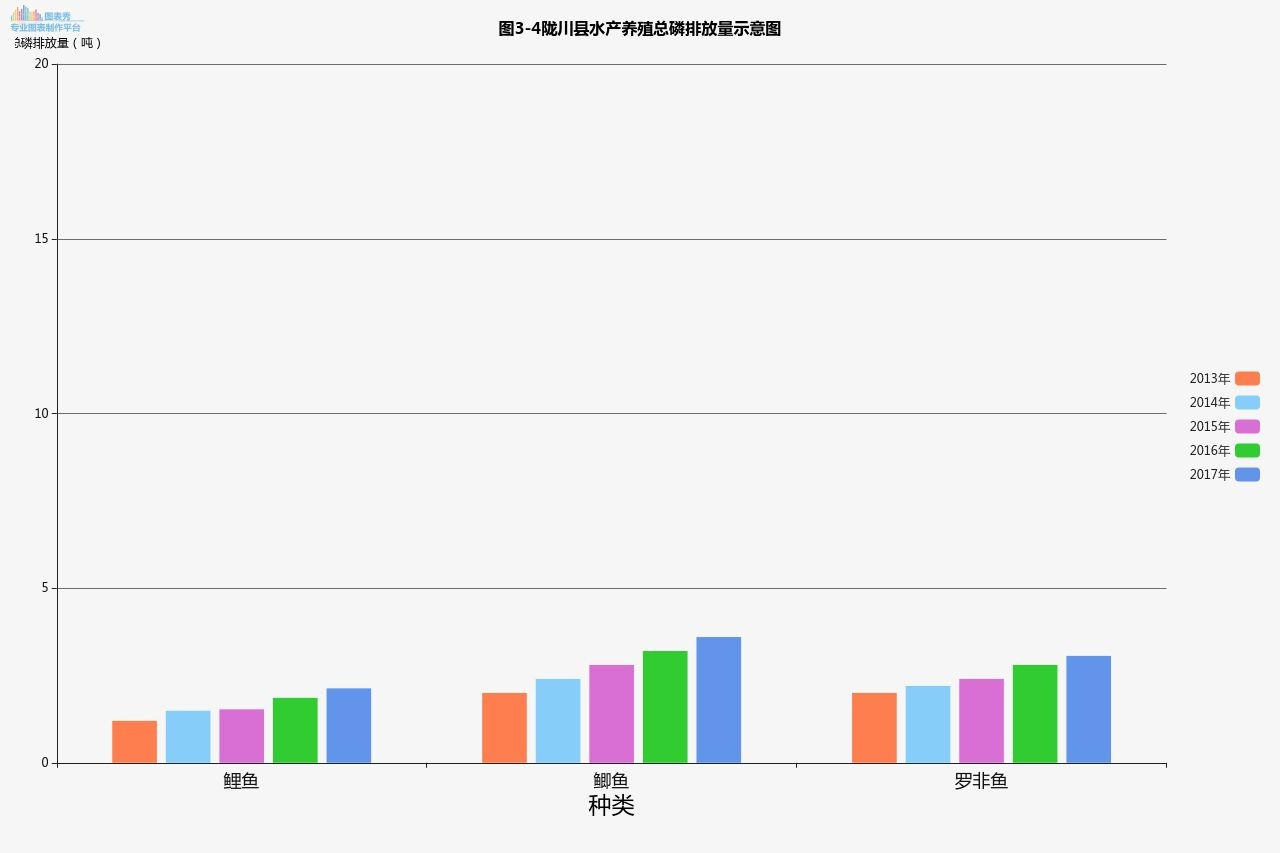 图表秀
专业图表制作平台
图3-4陇川县水产养殖总磷排放量示意图
总磷排放量（吨）
20
15
10
5
0
2013年
2014年
2015年
2016年
2017年
鲤鱼 鲫鱼 罗非鱼
种类